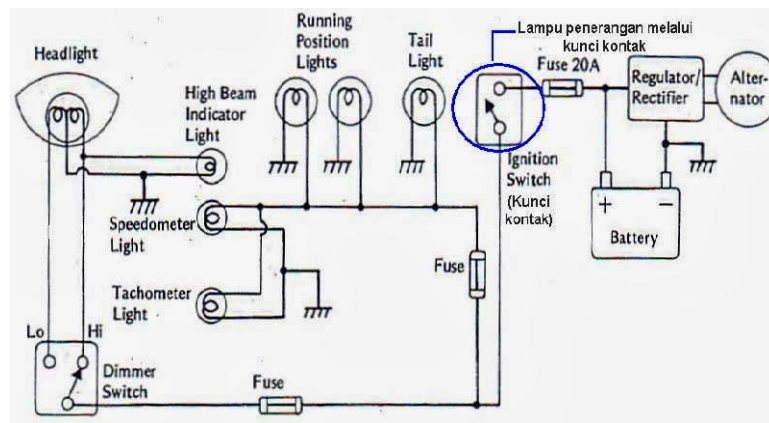 Lampu penerangan melalui
kunci kontak
Running
Position
Lights
Tail
Light
Fuse 20A
Regulator/
Rectifier
Alter-
nator
Headlight
High Beam
Indicator
Light
Ignition
Switch
(Kunci
kontak)
+
−
Battery
Speedometer
Light
Fuse
Tachometer
Light
Lo
Hi
Dimmer
Switch
Fuse